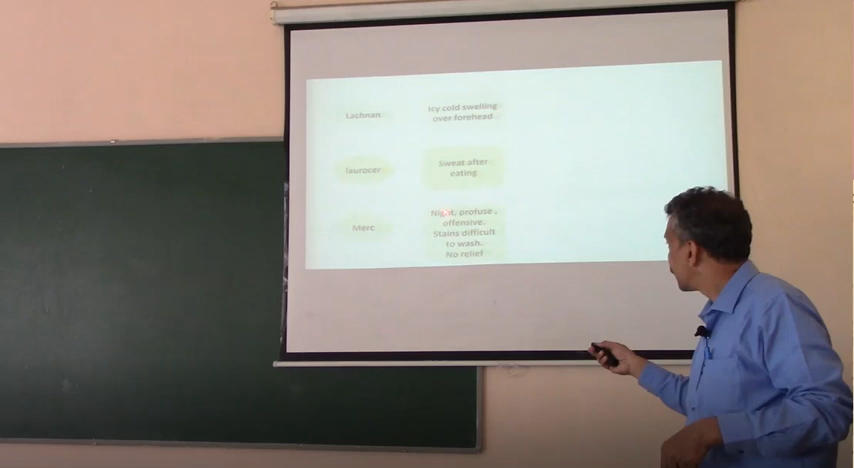 Lachnan
Icy cold swelling
over forehead
laurocer
Sweat after
eating
Merc
Night, profuse ,
offensive.
Stains difficult
to wash.
No relief